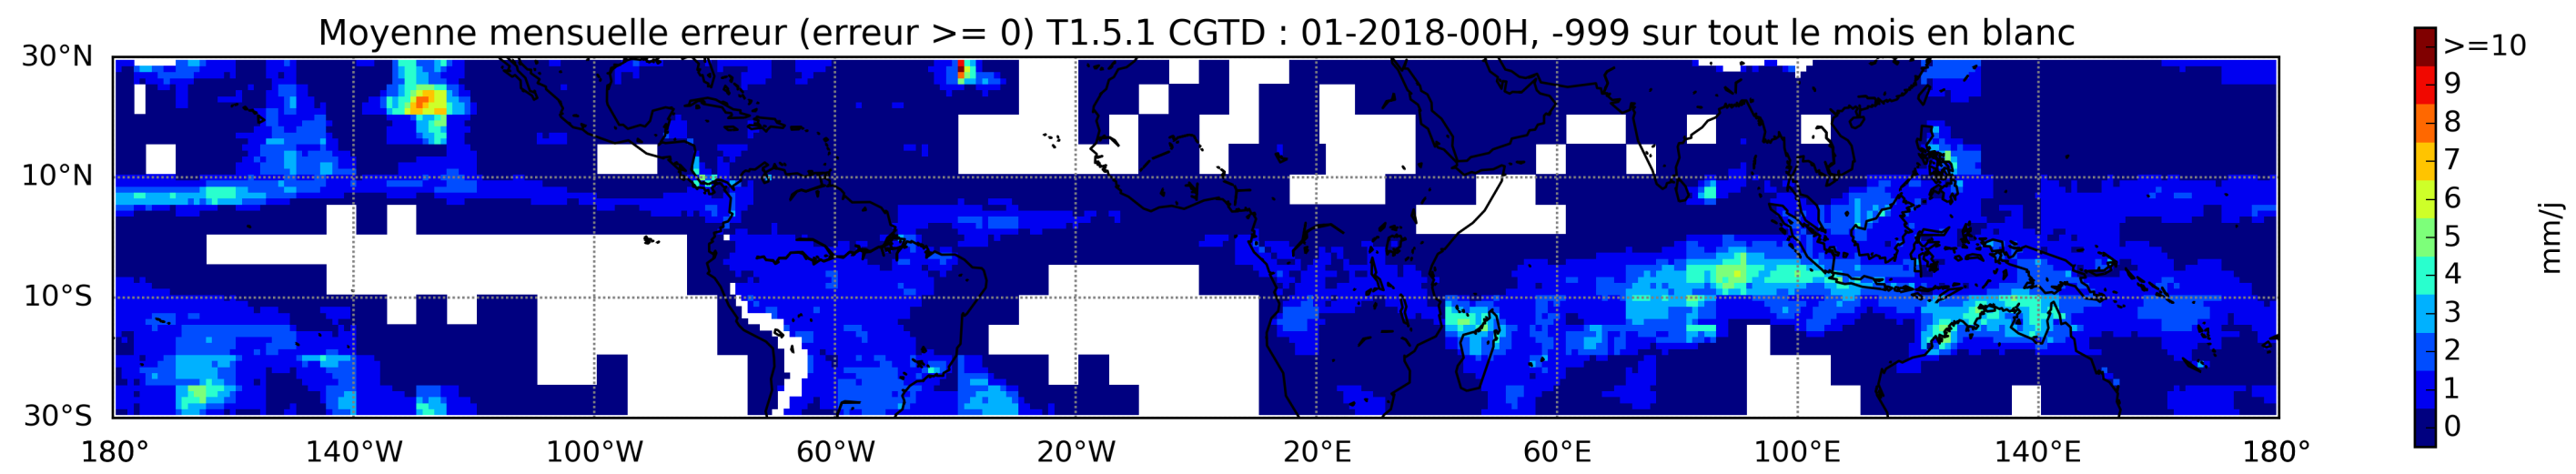 Moyenne mensuelle erreur (erreur >= 0) T1.5.1 CGTD : 01-2018-00H, -999 sur tout le mois en blanc
30°N
10°N
10°S
30°S
180° 140°W 100°W 60°W 20°W 20°E 60°E 100°E 140°E 180°
>=10
9
8
7
6
5
4
3
2
1
0
mm/j